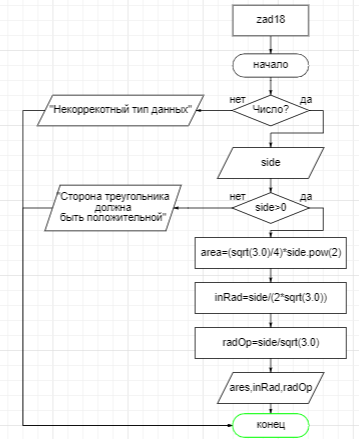 zad18
начало
нет
Число?
да
"Некоррекотный тип данных"
side
нет
side>0
да
"Сторона треугольника
должна
быть положительной"
area=(sqrt(3.0)/4)*side.pow(2)
inRad=side/(2*sqrt(3.0))
radOp=side/sqrt(3.0)
ares,inRad,radOp
конец